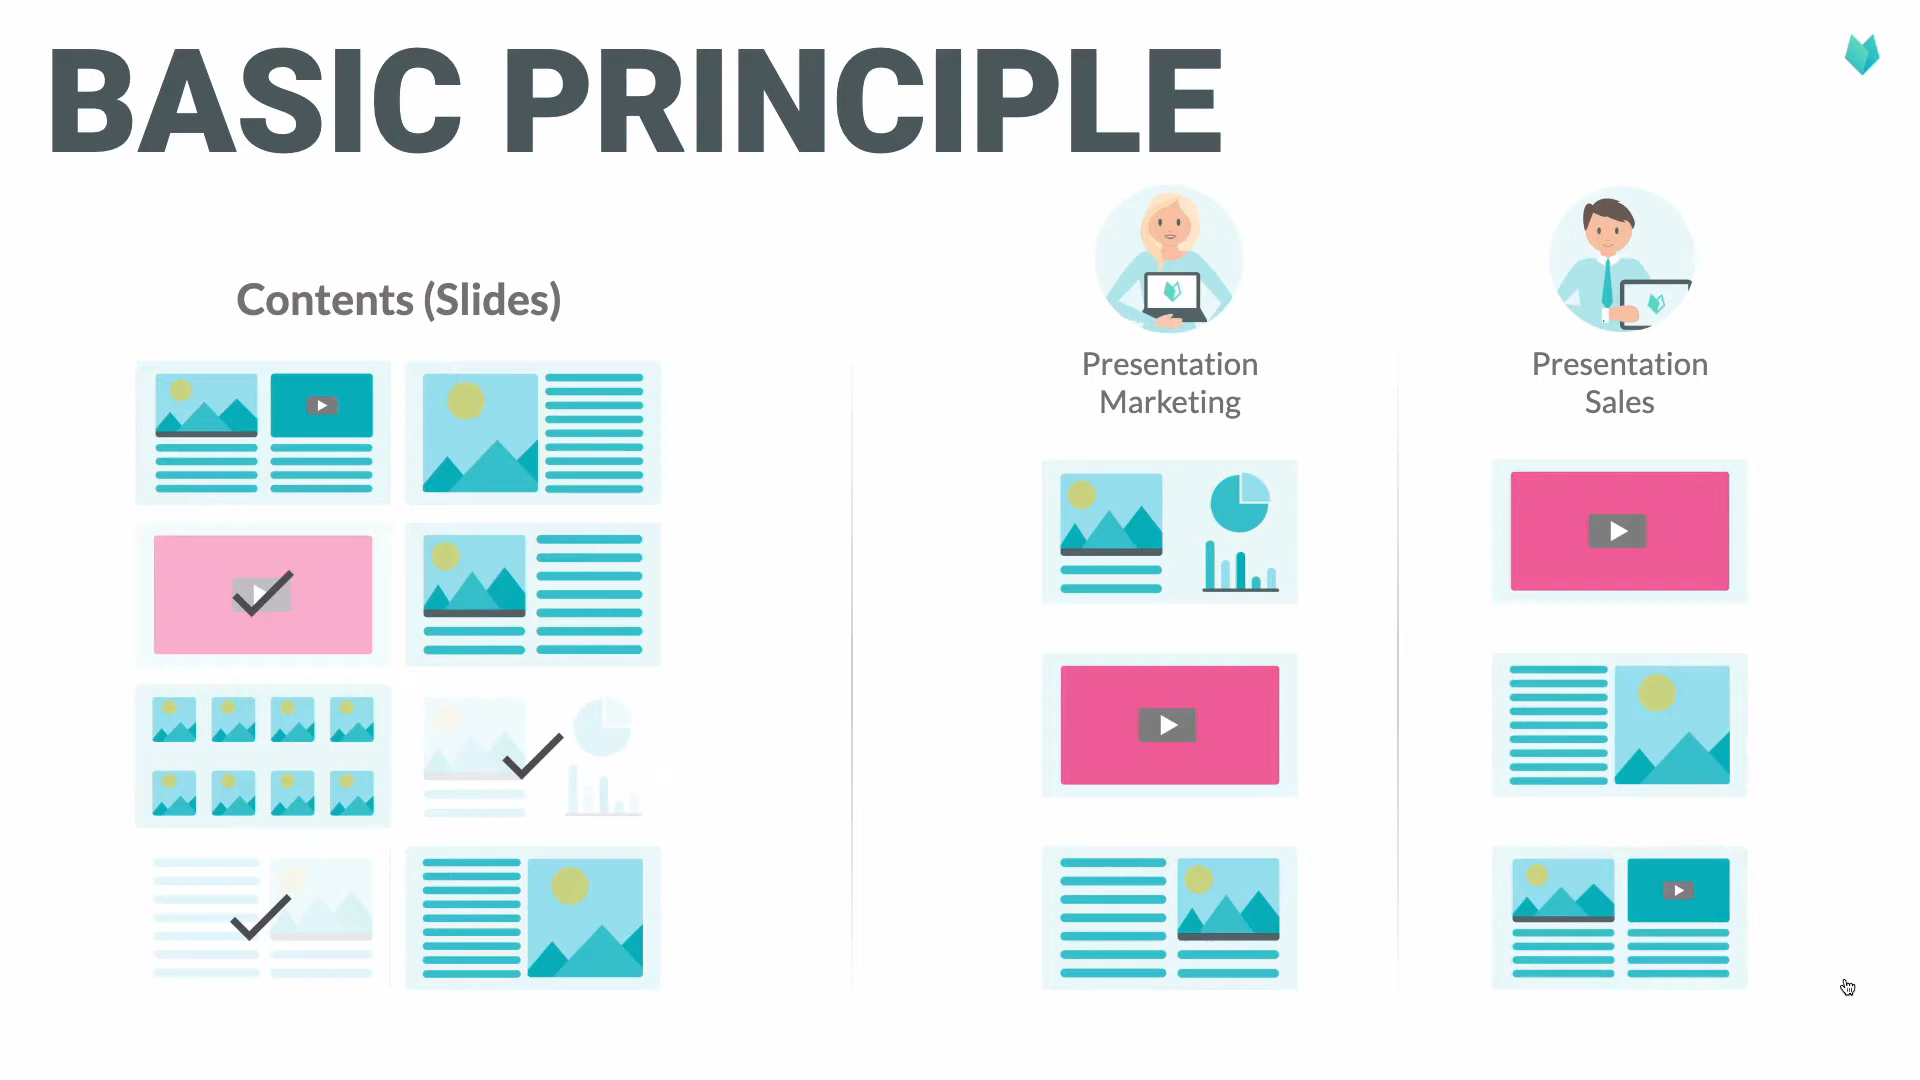 BASIC PRINCIPLE
Contents (Slides)
Presentation
Marketing
Presentation
Sales